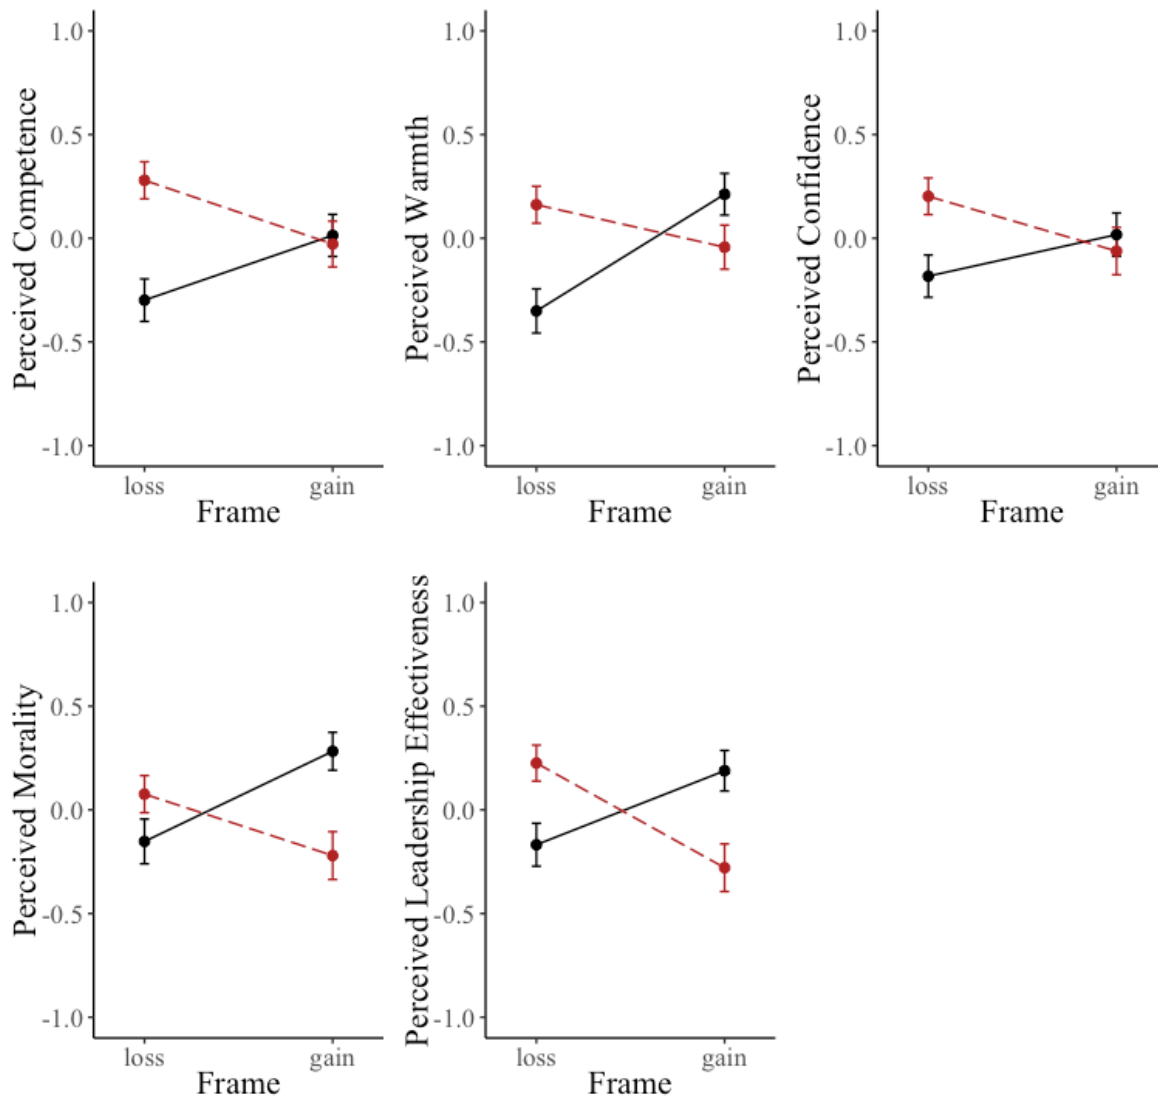 Perceived Competence
1.0
0.5
0.0
-0.5
-1.0
loss gain
Frame
Perceived Warmth
1.0
0.5
0.0
-0.5
-1.0
loss gain
Frame
Perceived Confidence
1.0
0.5
0.0
-0.5
-1.0
loss gain
Frame
Perceived Morality
1.0
0.5
0.0
-0.5
-1.0
loss gain
Frame
Perceived Leadership Effectiveness
1.0
0.5
0.0
-0.5
-1.0
loss gain
Frame